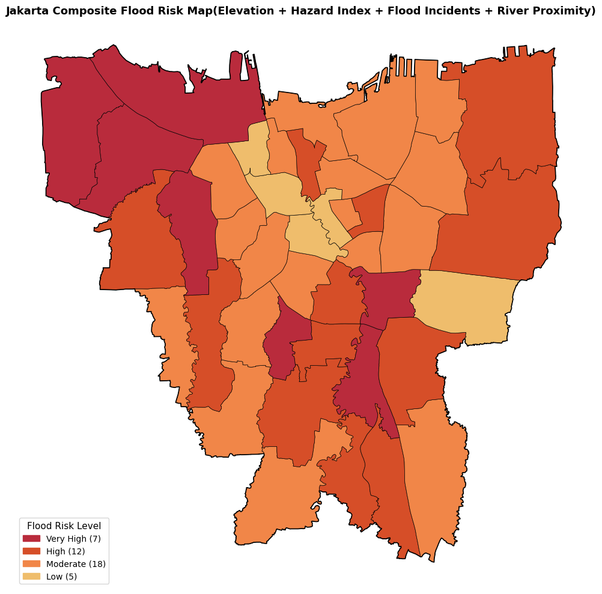 Jakarta Composite Flood Risk Map(Elevation + Hazard Index + Flood Incidents + River Proximity)
Flood Risk Level
Very High (7)
High (12)
Moderate (18)
Low (5)